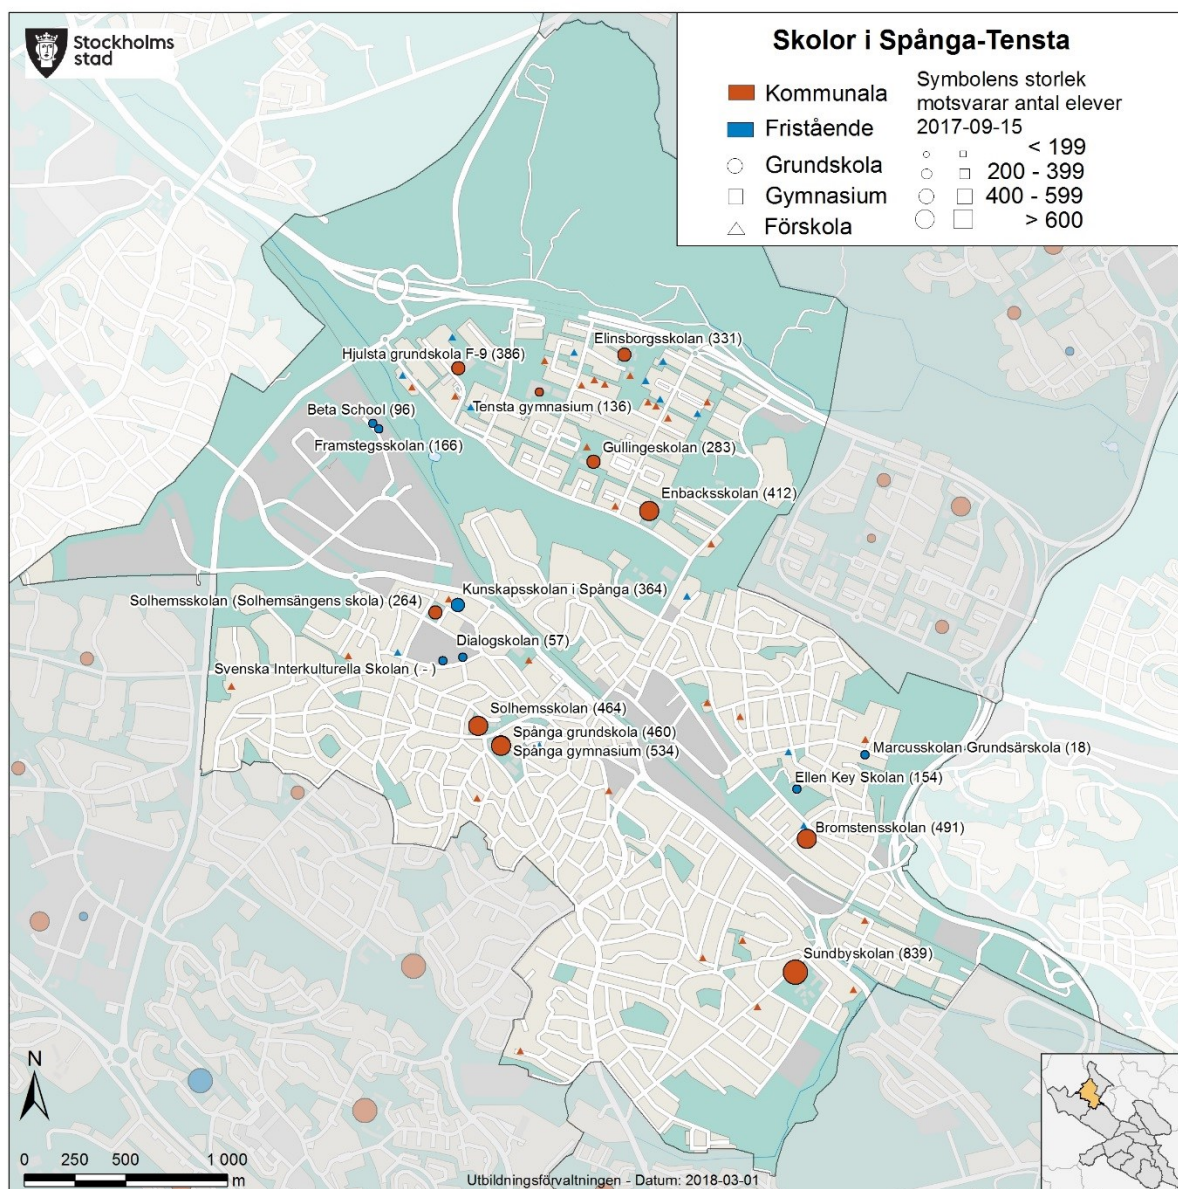 Stockholms
stad
Skolor i Spånga-Tensta
Kommunala
Fristående
Grundskola
Gymnasium
Förskola
Symbolens storlek
motsvarar antal elever
2017-09-15
< 199
200 - 399
400 - 599
> 600
Elinsborgsskolan (331)
Hjulsta grundskola F-9 (386)
Tensta gymnasium (136)
Beta School (96)
Framstegsskolan (166)
Gullingeskolan (283)
Enbacksskolan (412)
Kunskapsskolan i Spånga (364)
Solhemsskolan (Solhemsängens skola) (264)
Dialogskolan (57)
Svenska Interkulturella Skolan ( - )
Solhemsskolan (464)
Spånga grundskola (460)
Spånga gymnasium (534)
Marcusskolan Grundsärskola (18)
Ellen Key Skolan (154)
Bromstensskolan (491)
Sundbyskolan (839)
N
0 250 500 1 000
m
Utbildningsförvaltningen - Datum: 2018-03-01